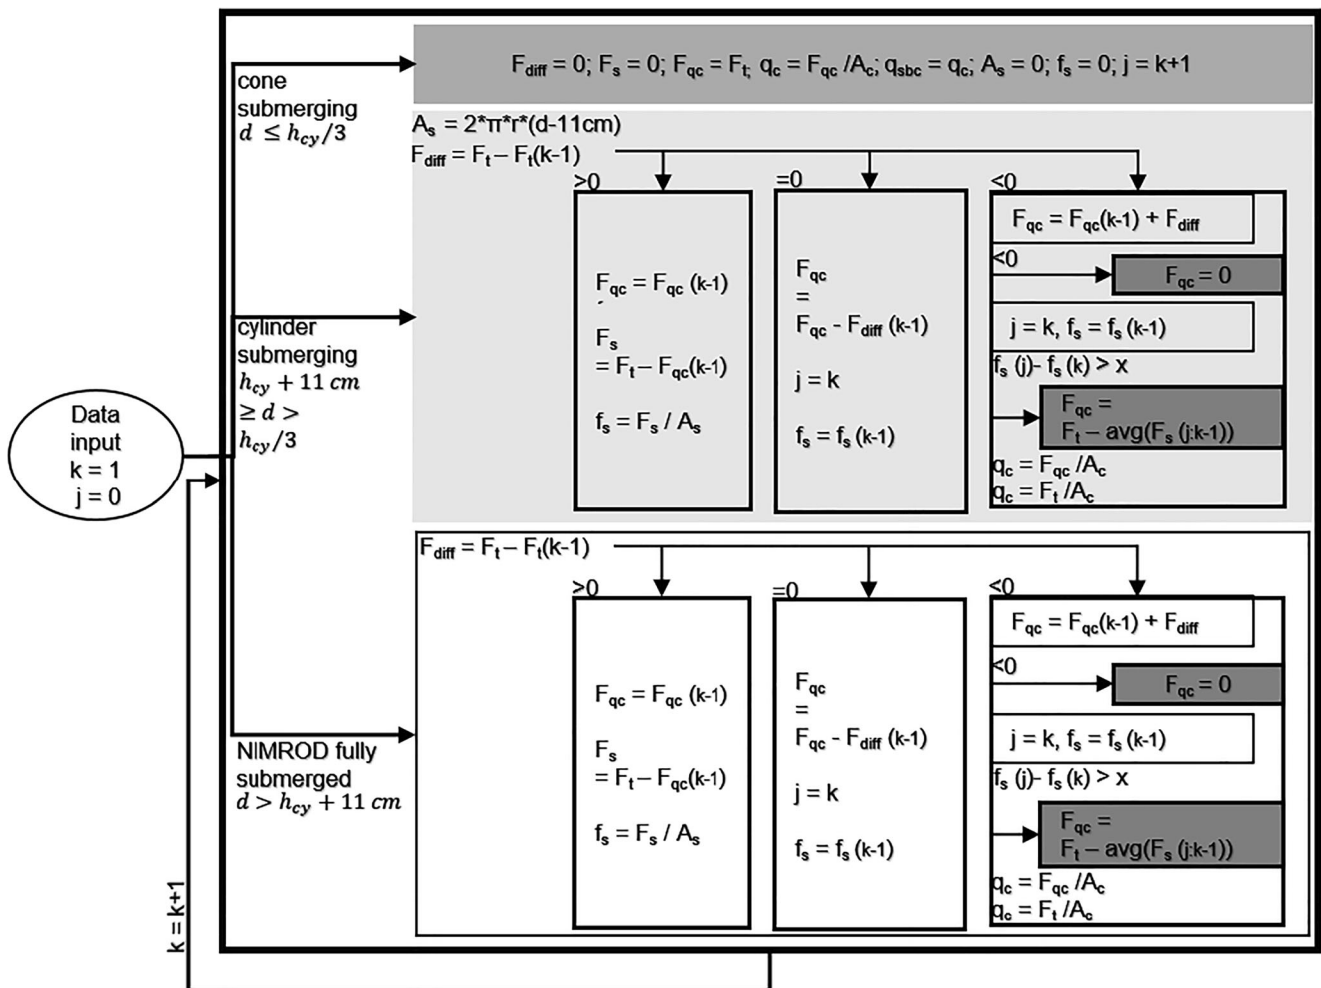 Data
input
k = 1
j = 0
cone
submerging
d ≤ h_cy/3
F_diff = 0; F_s = 0; F_qc = F_t; q_c = F_qc /A_c; q_sbc = q_c; A_s = 0; f_s = 0; j = k+1
cylinder
submerging
h_cy + 11 cm
≥ d >
h_cy/3
A_s = 2*π*r*(d-11cm)
F_diff = F_t – F_t(k-1)
>0
F_qc = F_qc (k-1)
F_s
= F_t – F_qc(k-1)
f_s = F_s / A_s
=0
F_qc
=
F_qc - F_diff (k-1)
j = k
f_s = f_s (k-1)
<0
F_qc = F_qc(k-1) + F_diff
<0
F_qc = 0
j = k, f_s = f_s (k-1)
f_s (j)- f_s (k) > x
F_qc =
F_t – avg(F_s (j:k-1))
q_c = F_qc /A_c
q_c = F_t /A_c
NIMROD fully
submerged
d > h_cy + 11 cm
F_diff = F_t – F_t(k-1)
>0
F_qc = F_qc (k-1)
F_s
= F_t – F_qc(k-1)
f_s = F_s / A_s
=0
F_qc
=
F_qc - F_diff (k-1)
j = k
f_s = f_s (k-1)
<0
F_qc = F_qc(k-1) + F_diff
<0
F_qc = 0
j = k, f_s = f_s (k-1)
f_s (j)- f_s (k) > x
F_qc =
F_t – avg(F_s (j:k-1))
q_c = F_qc /A_c
q_c = F_t /A_c
k = k+1